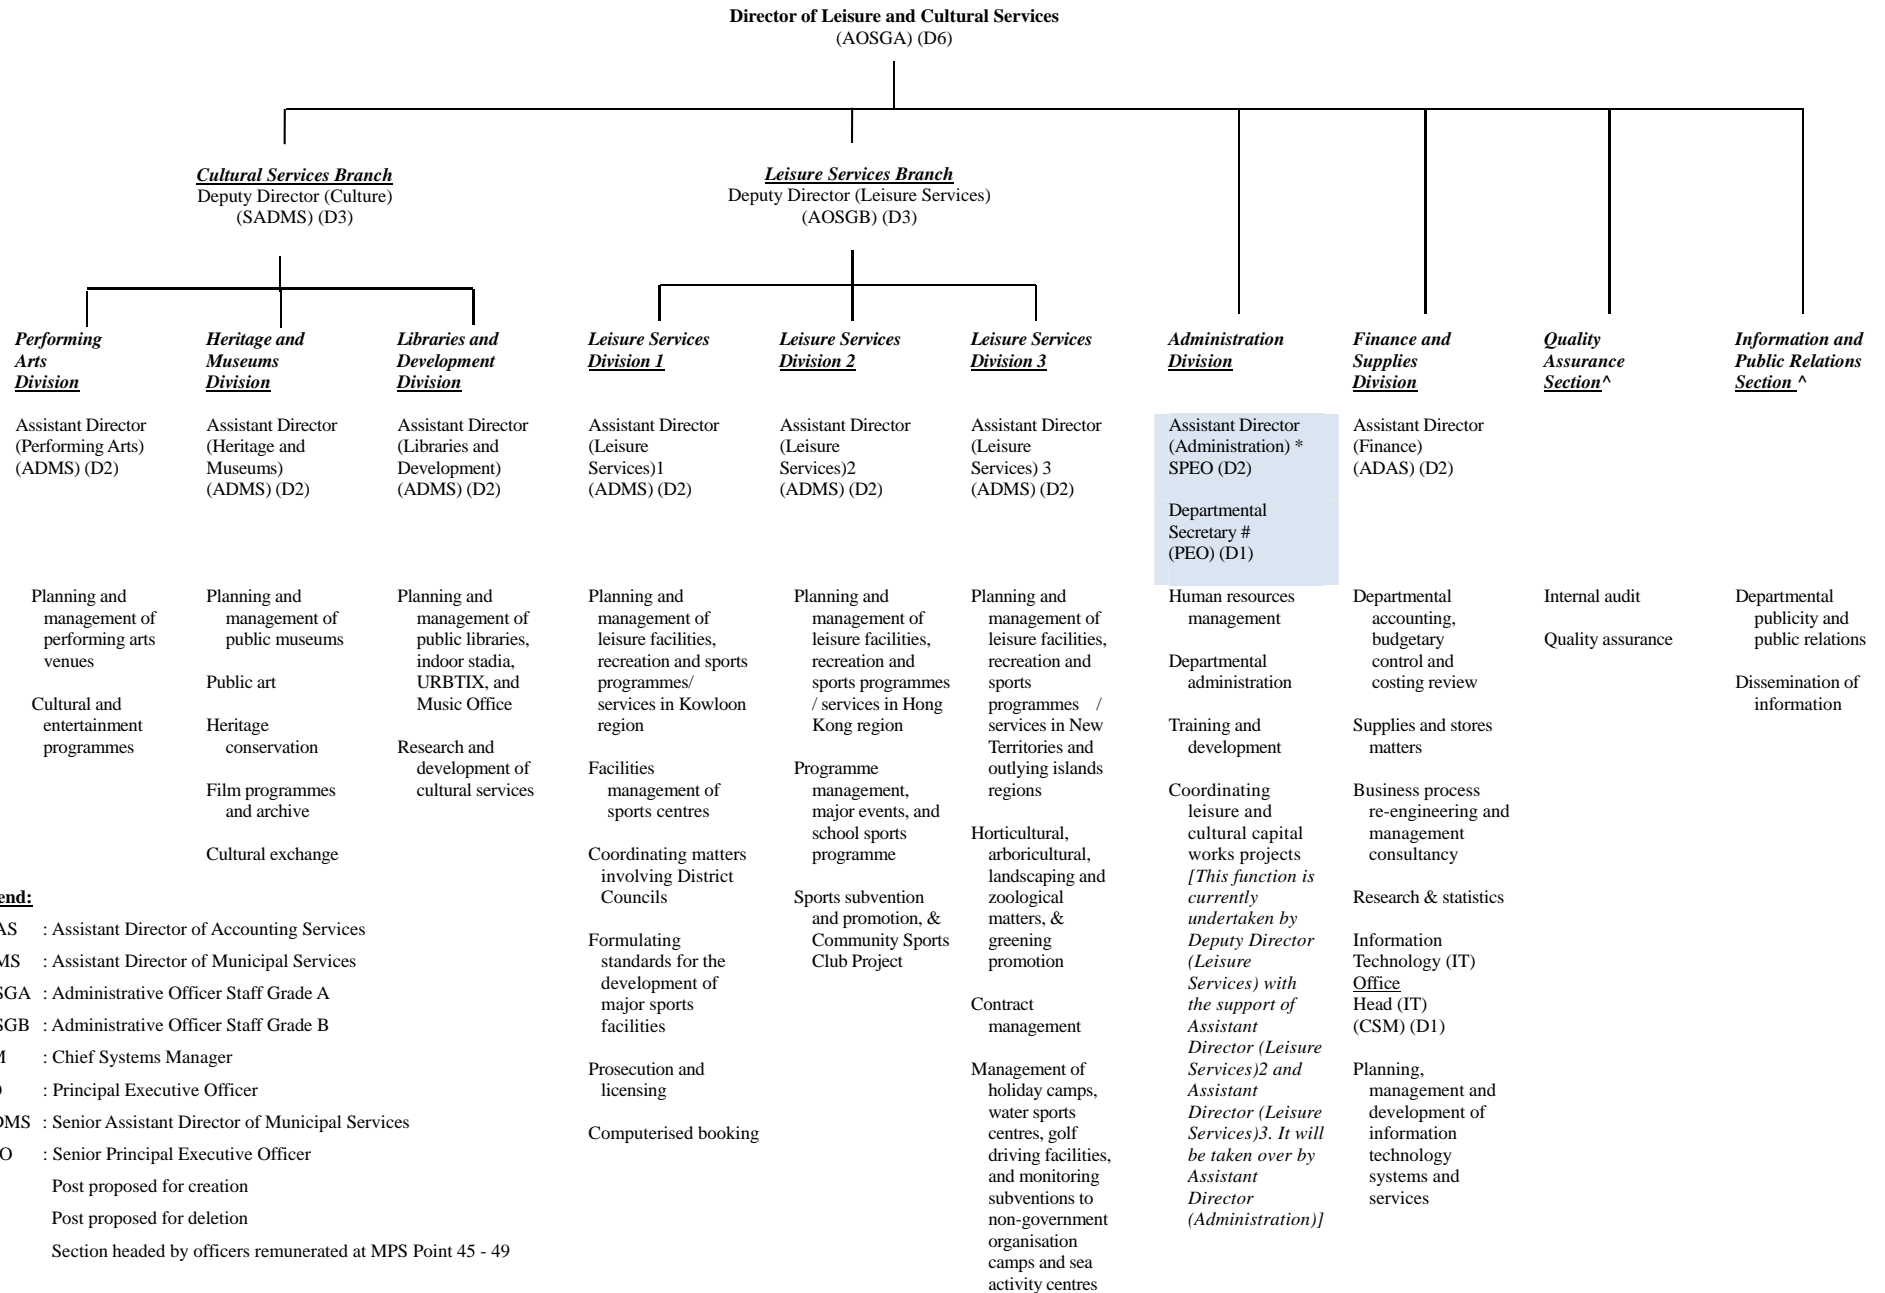 Director of Leisure and Cultural Services
(AOSGA) (D6)
Cultural Services Branch
Deputy Director (Culture)
(SADMS) (D3)
Leisure Services Branch
Deputy Director (Leisure Services)
(AOSGB) (D3)
Performing
Arts
Division
Assistant Director
(Performing Arts)
(ADMS) (D2)
Planning and
management of
performing arts
venues
Cultural and
entertainment
programmes
Heritage and
Museums
Division
Assistant Director
(Heritage and
Museums)
(ADMS) (D2)
Planning and
management of
public museums
Public art
Heritage
conservation
Film programmes
and archive
Cultural exchange
Libraries and
Development
Division
Assistant Director
(Libraries and
Development)
(ADMS) (D2)
Planning and
management of
public libraries,
indoor stadia,
URBTIX, and
Music Office
Research and
development of
cultural services
Leisure Services
Division 1
Assistant Director
(Leisure
Services)1
(ADMS) (D2)
Planning and
management of
leisure facilities,
recreation and sports
programmes/
services in Kowloon
region
Facilities
management of
sports centres
Coordinating matters
involving District
Councils
Formulating
standards for the
development of
major sports
facilities
Prosecution and
licensing
Computerised booking
Leisure Services
Division 2
Assistant Director
(Leisure
Services)2
(ADMS) (D2)
Planning and
management of
leisure facilities,
recreation and
sports programmes
/ services in Hong
Kong region
Programme
management,
major events, and
school sports
programme
Sports subvention
and promotion, &
Community Sports
Club Project
Leisure Services
Division 3
Assistant Director
(Leisure
Services) 3
(ADMS) (D2)
Planning and
management of
leisure facilities,
recreation and
sports
programmes /
services in New
Territories and
outlying islands
regions
Horticultural,
arboricultural,
landscaping and
zoological
matters, &
greening
promotion
Contract
management
Management of
holiday camps,
water sports
centres, golf
driving facilities,
and monitoring
subventions to
non-government
organisation
camps and sea
activity centres
Administration
Division
Assistant Director
(Administration) *
SPEO (D2)
Departmental
Secretary #
(PEO) (D1)
Human resources
management
Departmental
administration
Training and
development
Coordinating
leisure and
cultural capital
works projects
[This function is
currently
undertaken by
Deputy Director
(Leisure
Services) with
the support of
Assistant
Director (Leisure
Services)2 and
Assistant
Director (Leisure
Services)3. It will
be taken over by
Assistant
Director
(Administration)]
Finance and
Supplies
Division
Assistant Director
(Finance)
(ADAS) (D2)
Departmental
accounting,
budgetary
control and
costing review
Supplies and stores
matters
Business process
re-engineering and
management
consultancy
Research & statistics
Information
Technology (IT)
Office
Head (IT)
(CSM) (D1)
Planning,
management and
development of
information
technology
systems and
services
Quality
Assurance
Section^
Internal audit
Quality assurance
Information and
Public Relations
Section ^
Departmental
publicity and
public relations
Dissemination of
information
end:
AS : Assistant Director of Accounting Services
MS : Assistant Director of Municipal Services
SGA : Administrative Officer Staff Grade A
SGB : Administrative Officer Staff Grade B
M : Chief Systems Manager
: Principal Executive Officer
DMS : Senior Assistant Director of Municipal Services
O : Senior Principal Executive Officer
Post proposed for creation
Post proposed for deletion
Section headed by officers remunerated at MPS Point 45 - 49